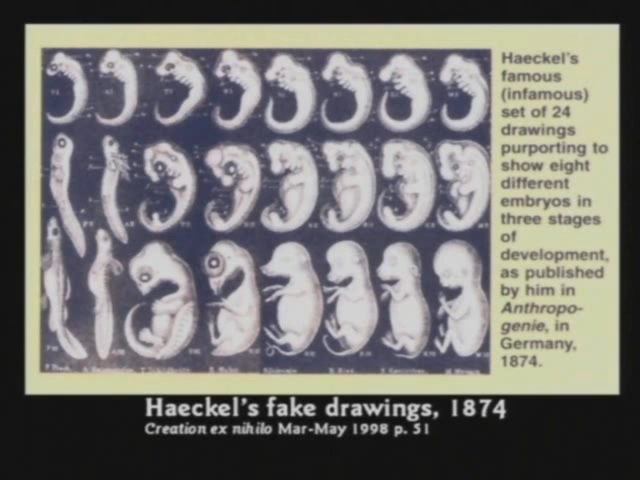 Haeckel's
famous
(infamous)
set of 24
drawings
purporting to
show eight
different
embryos in
three stages
of
development,
as published
by him in
Anthropo-
genie, in
Germany,
1874.
Haeckel's fake drawings, 1874
Creation ex nihilo Mar-May 1998 p. 51